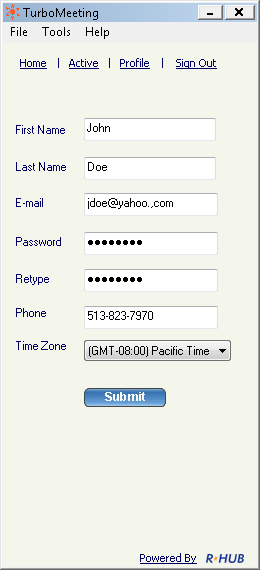 TurboMeeting
File Tools Help
Home | Active | Profile | Sign Out
First Name John
Last Name Doe
E-mail jdoe@yahoo.,com
Password ●●●●●●●●
Retype ●●●●●●●●
Phone 513-823-7970
Time Zone (GMT-08:00) Pacific Time
Submit
Powered By R-HUB